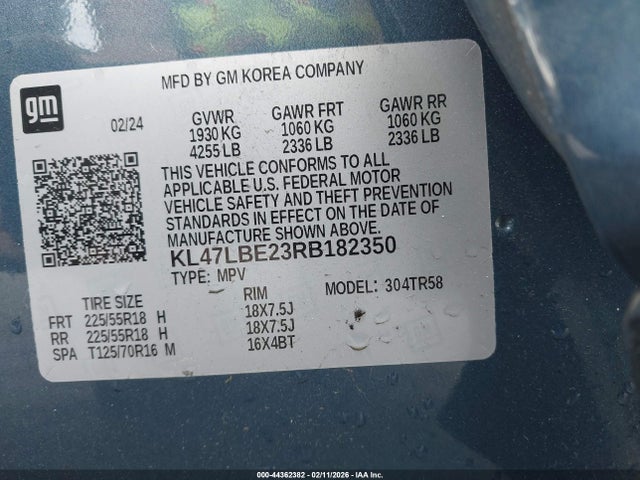 MFD BY GM KOREA COMPANY
gm
02/24
GVWR GAWR FRT GAWR RR
1930 KG 1060 KG 1060 KG
4255 LB 2336 LB 2336 LB
THIS VEHICLE CONFORMS TO ALL
APPLICABLE U.S. FEDERAL MOTOR
VEHICLE SAFETY AND THEFT PREVENTION
STANDARDS IN EFFECT ON THE DATE OF
MANUFACTURE SHOWN ABOVE.
KL47LBE23RB182350
TYPE: MPV MODEL: 304TR58
TIRE SIZE RIM
FRT 225/55R18 H 18X7.5J
RR 225/55R18 H 18X7.5J
SPA T125/70R16 M 16X4BT
000-44362382 - 02/11/2026 - IAA Inc.